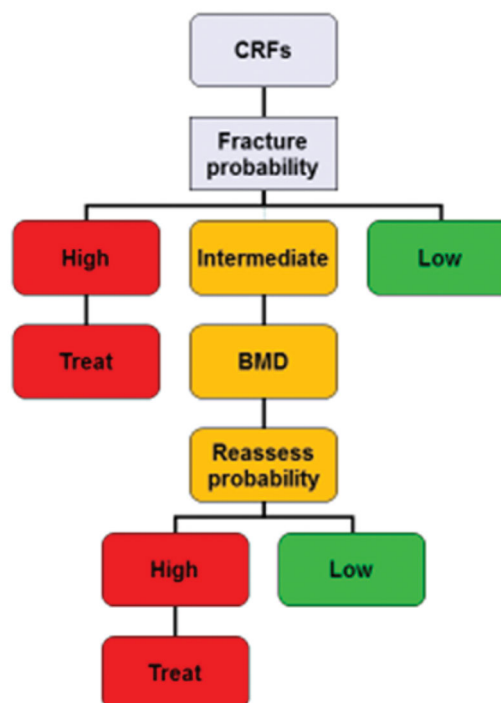 CRFs
Fracture
probability
High
Intermediate
Low
Treat
BMD
Reassess
probability
High
Low
Treat